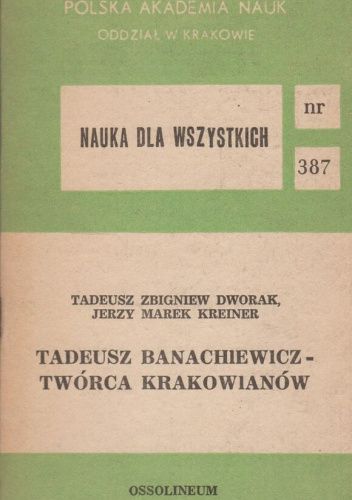 POLSKA AKADEMIA NAUK
ODDZIAŁ W KRAKOWIE
NAUKA DLA WSZYSTKICH
nr
387
TADEUSZ ZBIGNIEW DWORAK,
JERZY MAREK KREINER
TADEUSZ BANACHIEWICZ –
TWÓRCA KRAKOWIANÓW
OSSOLINEUM